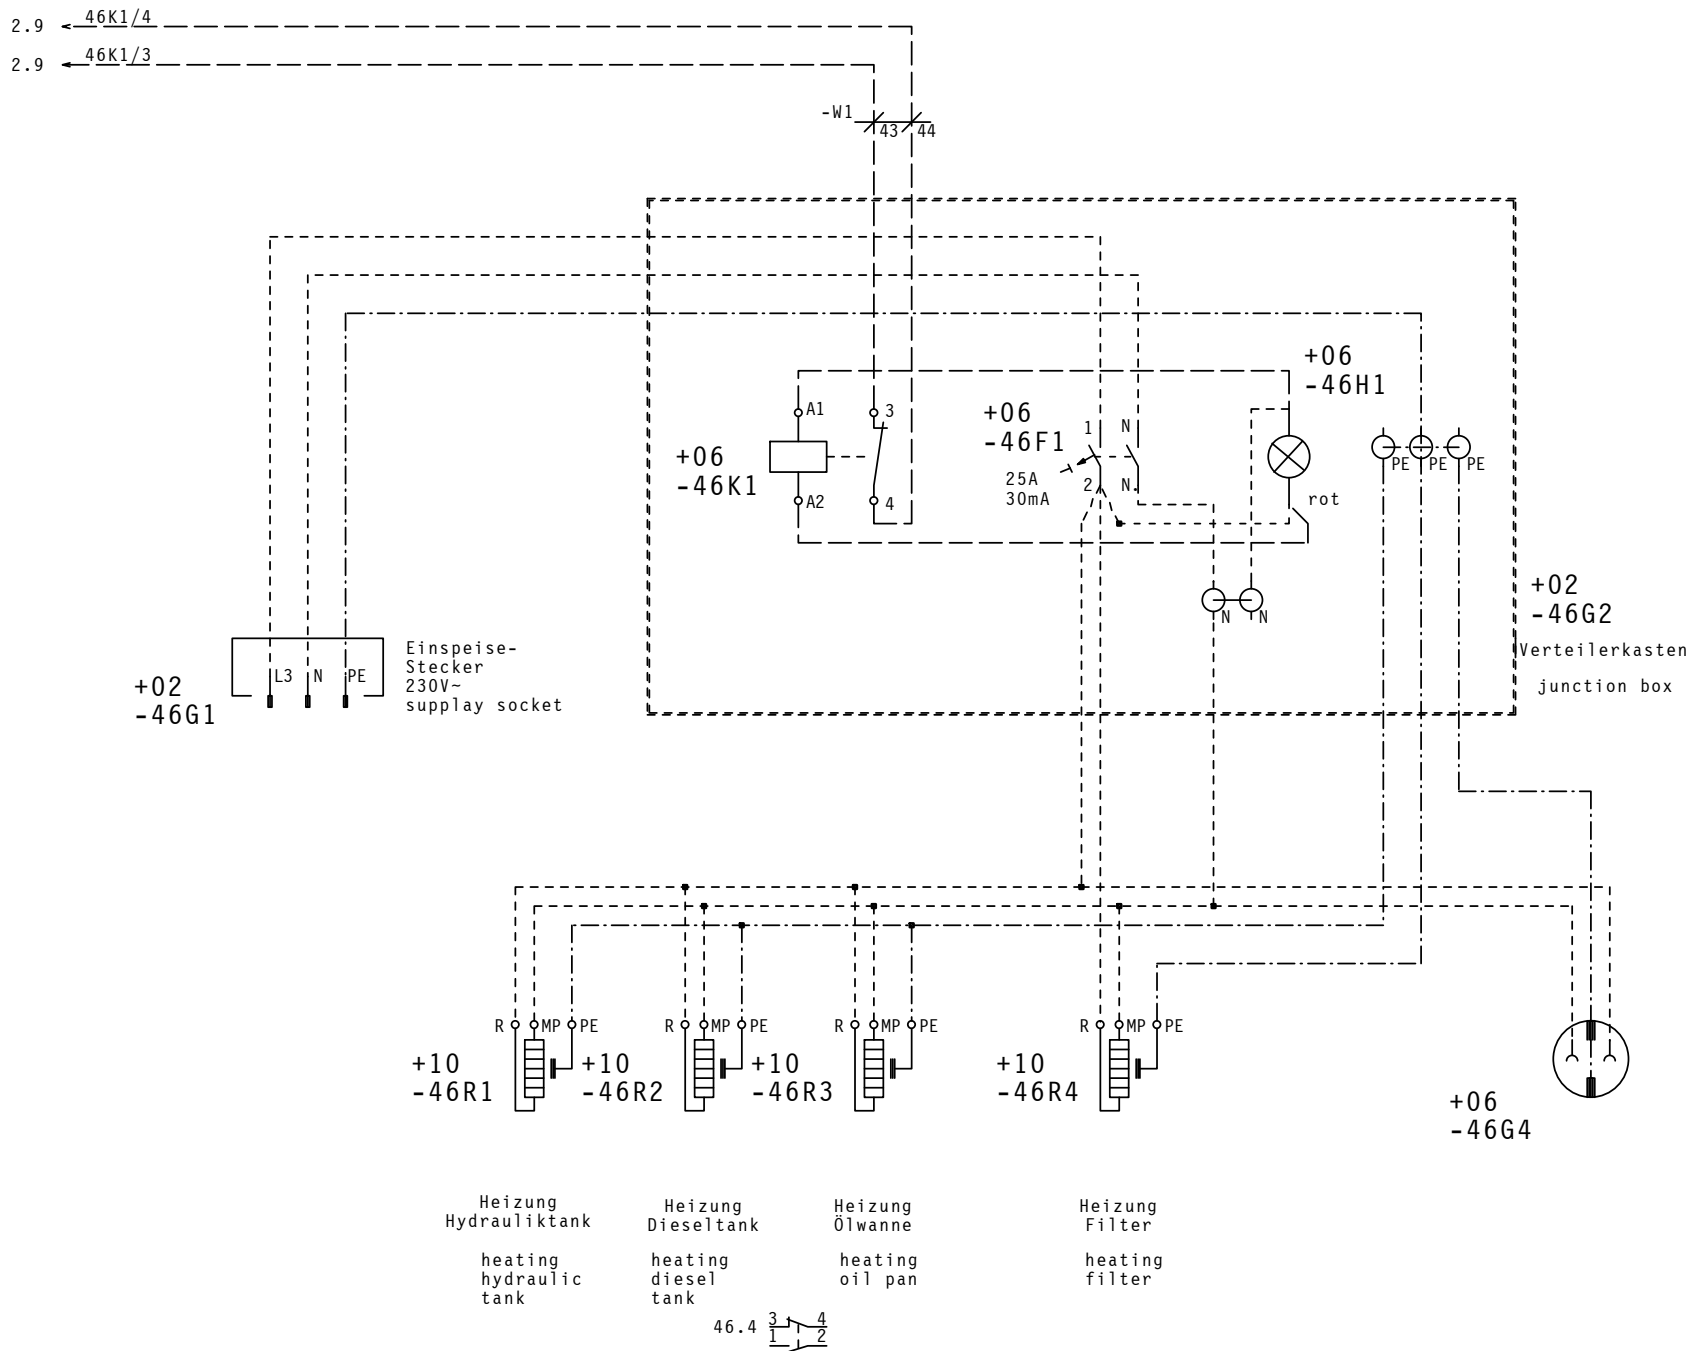 2.9 46K1/4
2.9 46K1/3
-W1
43 44
+06
-46H1
A1
3
+06
-46F1
1 N
+06
-46K1
25A
30mA
2 N.
A2
4
rot
PE PE PE
N N
+02
-46G2
Verteilerkasten
junction box
L3 N PE
Einspeise-
Stecker
230V~
supplay socket
+02
-46G1
R MP PE
R MP PE
R MP PE
R MP PE
+10
-46R1
+10
-46R2
+10
-46R3
+10
-46R4
+06
-46G4
Heizung
Hydrauliktank
heating
hydraulic
tank
Heizung
Dieseltank
heating
diesel
tank
Heizung
Ölwanne
heating
oil pan
Heizung
Filter
heating
filter
46.4 3 4
1 2